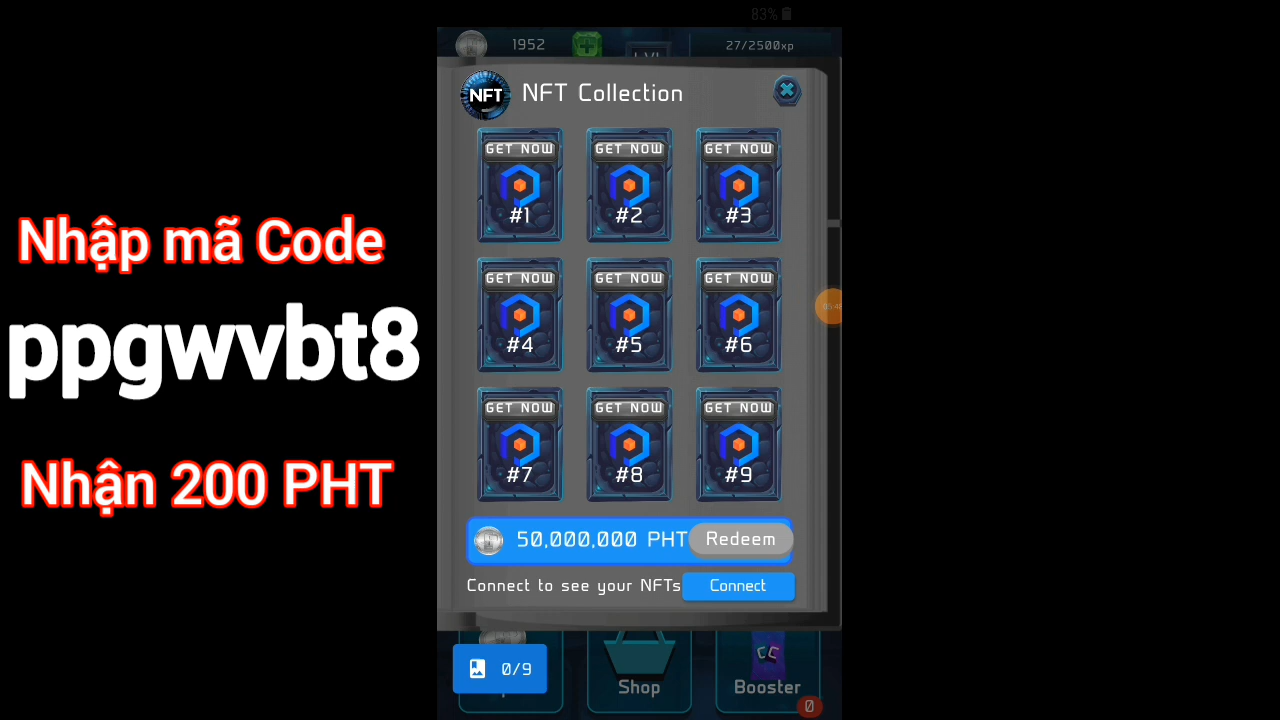 83%
1952
27/2500xp
LVL
NFT
NFT Collection
GET NOW
GET NOW
GET NOW
#1
#2
#3
Nhập mã Code
ppgwvbt8
Nhận 200 PHT
GET NOW
GET NOW
GET NOW
#4
#5
#6
GET NOW
GET NOW
GET NOW
#7
#8
#9
50,000,000 PHT
Redeem
Connect to see your NFTs
Connect
0/9
Shop
Booster
0